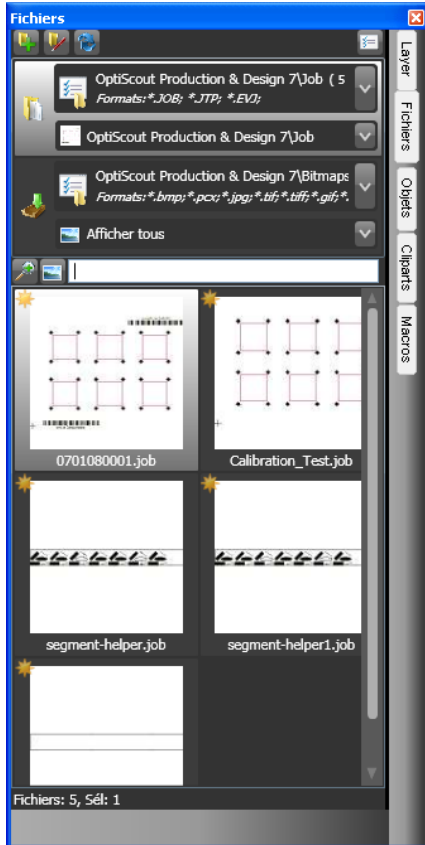 Fichiers
OptiScout Production & Design 7\Job ( 5
Formats:*.JOB; *.JTP; *.EVJ;
OptiScout Production & Design 7\Job
OptiScout Production & Design 7\Bitmaps
Formats:*.bmp;*.pcx;*.jpg;*.tif;*.tiff;*.gif;*.
Afficher tous
0701080001.job
Calibration_Test.job
segment-helper.job
segment-helper1.job
Fichiers: 5, Sél: 1
Layer
Fichiers
Objets
Cliparts
Macros